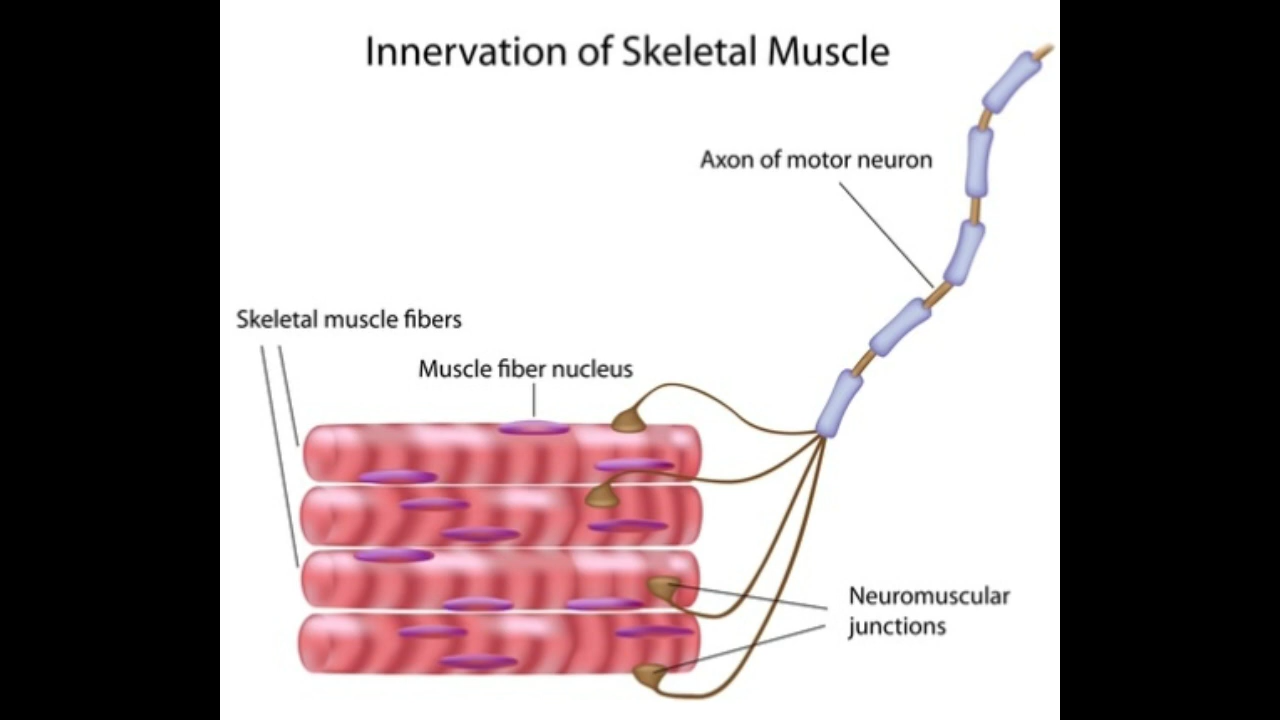 Innervation of Skeletal Muscle
Axon of motor neuron
Skeletal muscle fibers
Muscle fiber nucleus
Neuromuscular
junctions